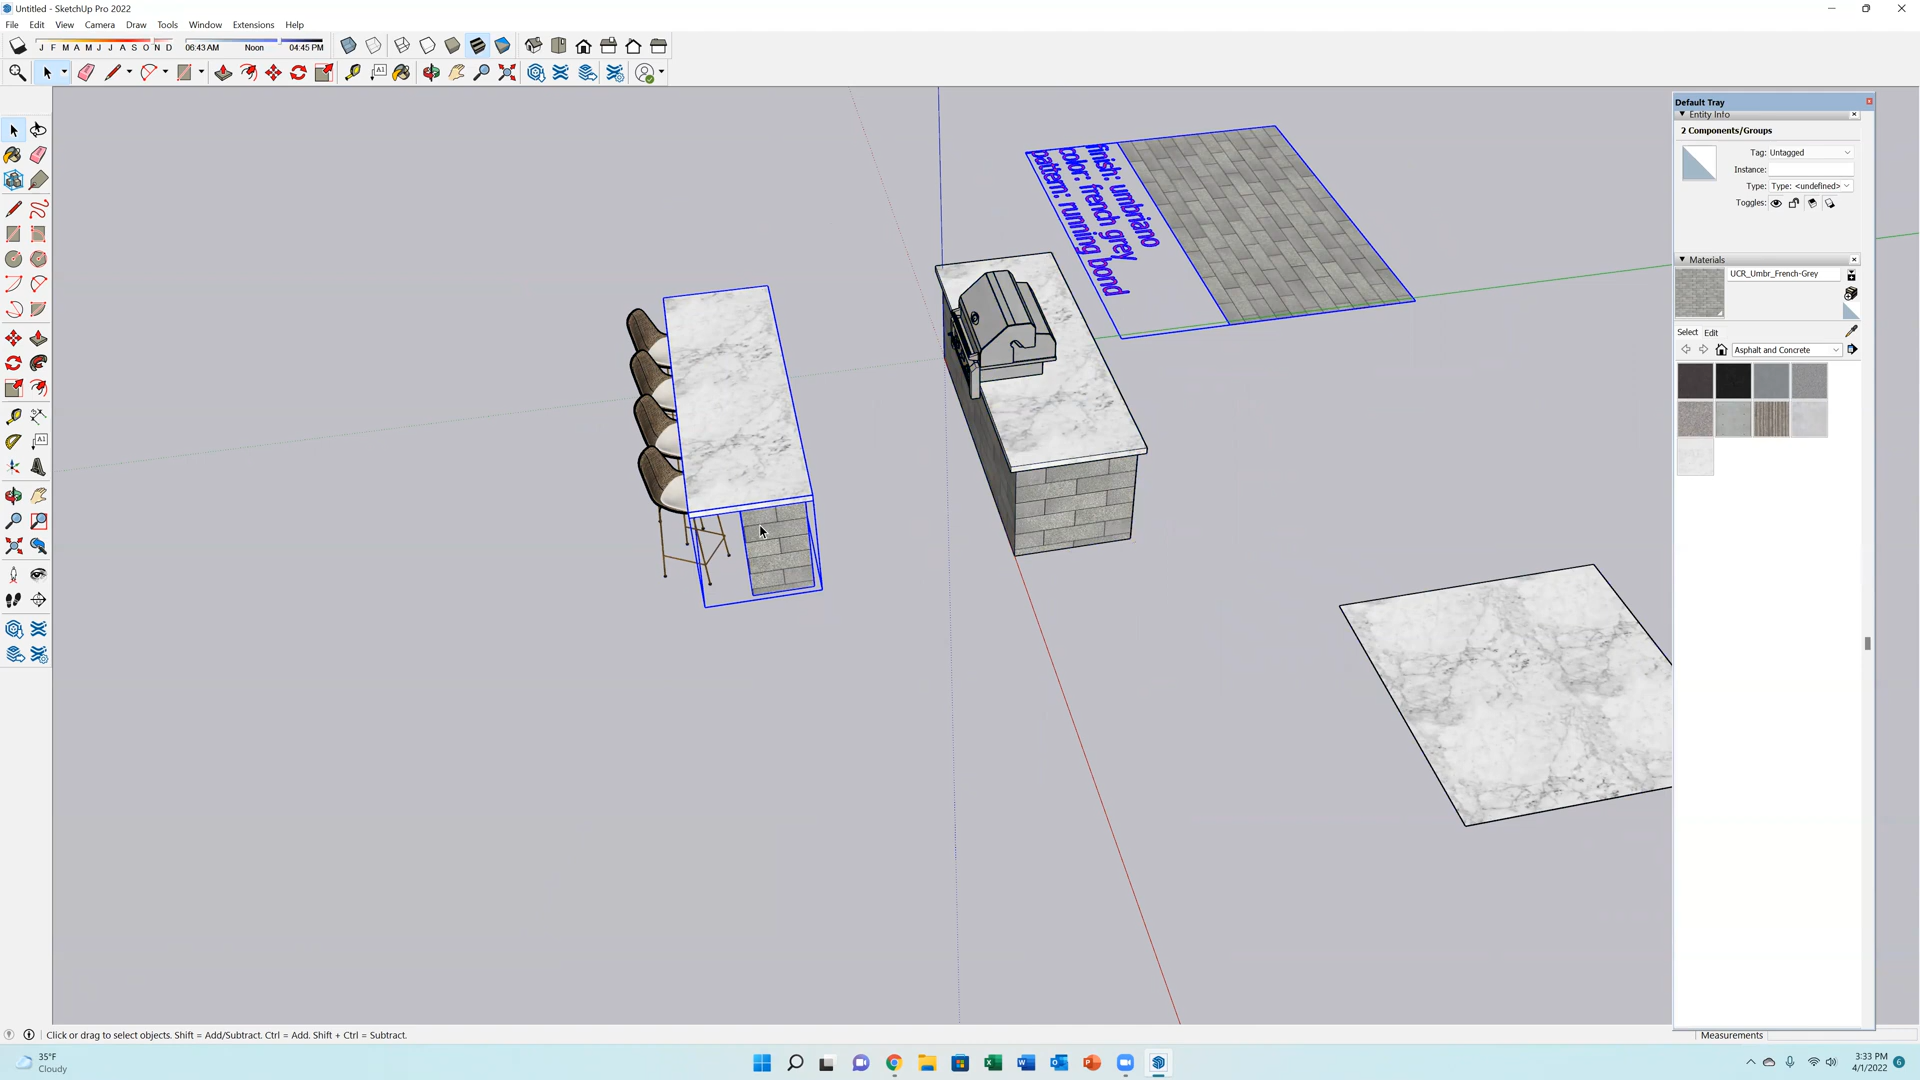 Untitled - SketchUp Pro 2022
File Edit View Camera Draw Tools Window Extensions Help
J F M A M J J A S O N D 06:43 AM Noon 04:45 PM
Default Tray
Entity Info
2 Components/Groups
Tag: Untagged
Instance:
Type: Type: <undefined>
Toggles:
Materials
UCR_Umbr_French-Grey
Select Edit
Asphalt and Concrete
finish: umbriano
color: french grey
pattern: running bond
Click or drag to select objects. Shift = Add/Subtract. Ctrl = Add. Shift + Ctrl = Subtract.
Measurements
35°F
Cloudy
3:33 PM
4/1/2022
6